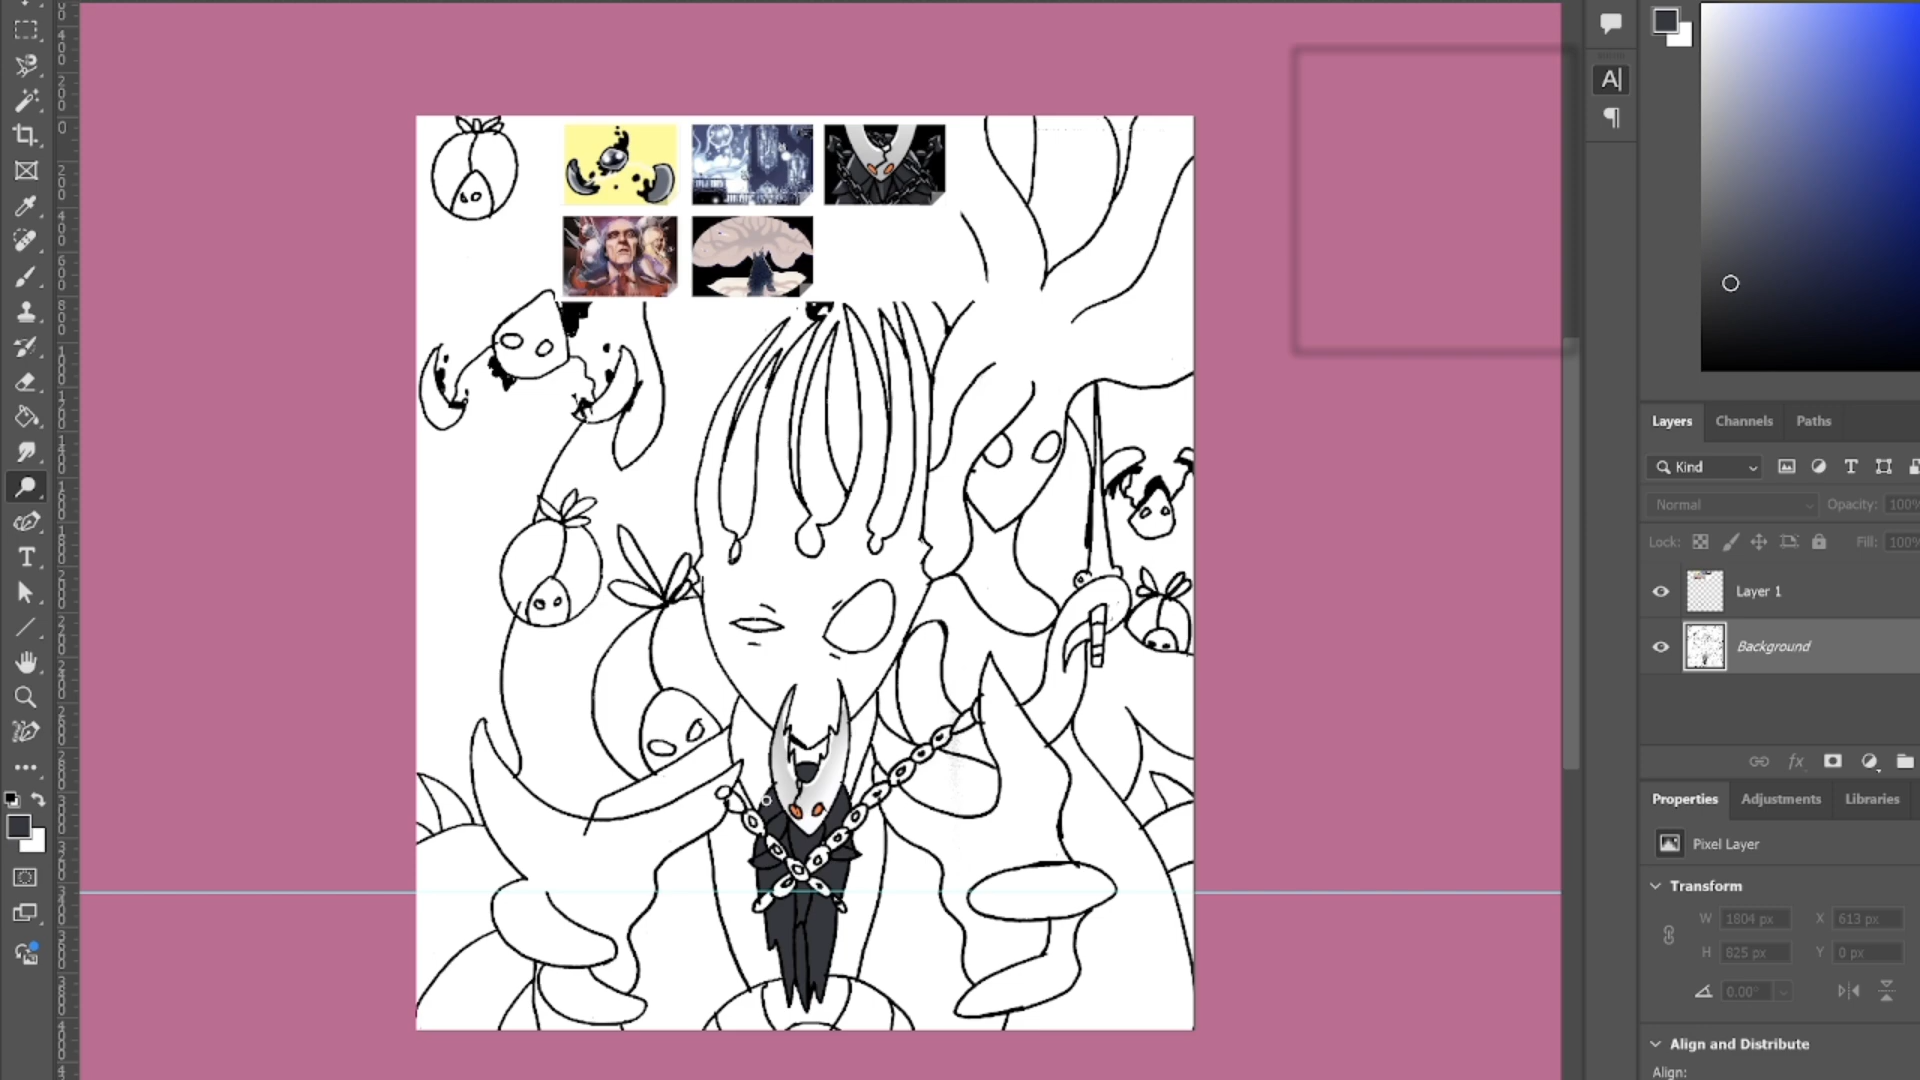 Layers Channels Paths
Kind
Normal Opacity: 100%
Lock: Fill: 100%
Layer 1
Background
fx
Properties Adjustments Libraries
Pixel Layer
Transform
W 1804 px X 613 px
H 825 px Y 0 px
0.00°
Align and Distribute
Align: